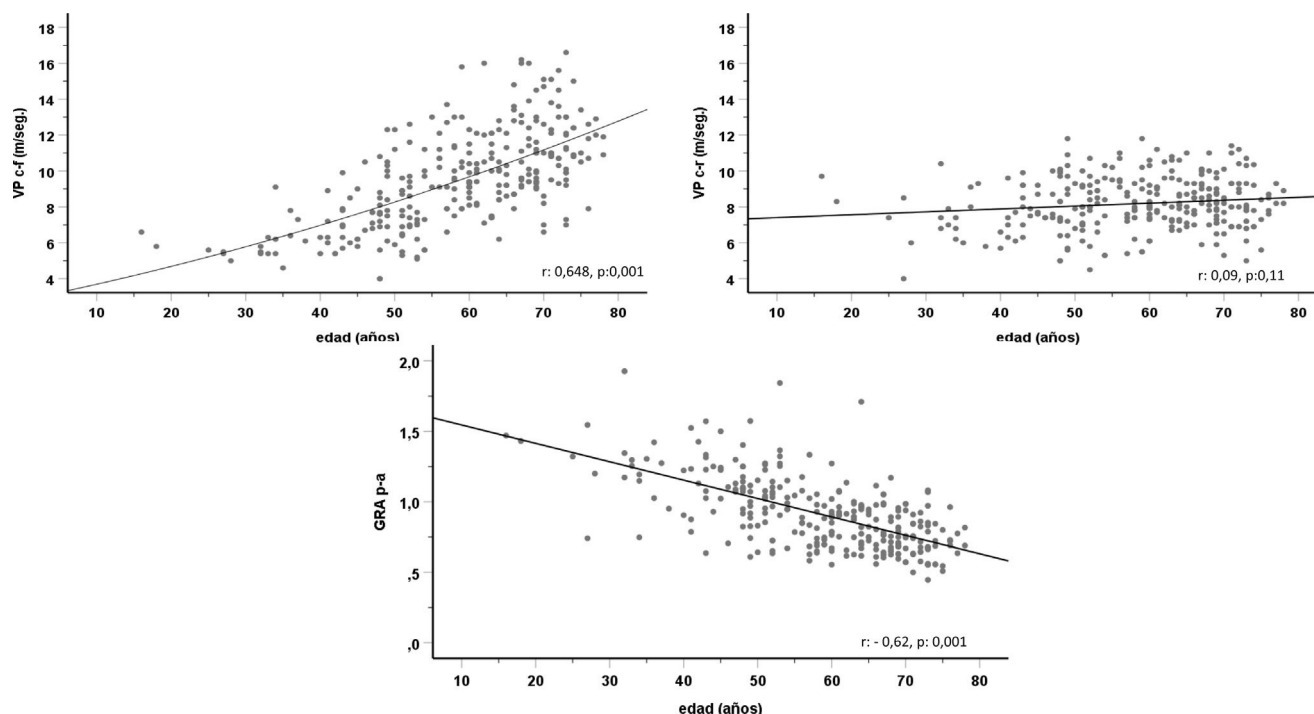 VP c-f (m/seg.)
18
16
14
12
10
8
6
4
r: 0,648, p:0,001
10 20 30 40 50 60 70 80
edad (años)
VP c-r (m/seg.)
18
16
14
12
10
8
6
4
r: 0,09, p:0,11
10 20 30 40 50 60 70 80
edad (años)
GRA p-a
2,0
1,5
1,0
,5
,0
r: - 0,62, p: 0,001
10 20 30 40 50 60 70 80
edad (años)